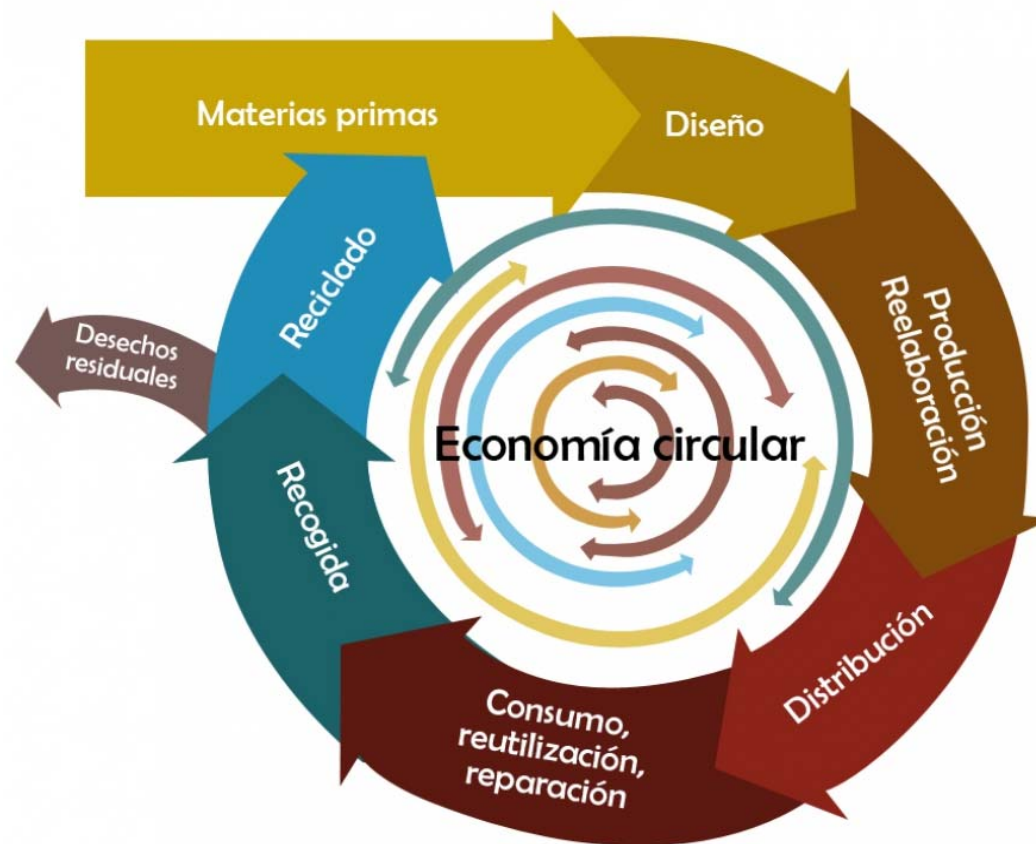 Materias primas
Diseño
Producción
Reelaboración
Distribución
Consumo,
reutilización,
reparación
Recogida
Reciclado
Desechos
residuales
Economía circular